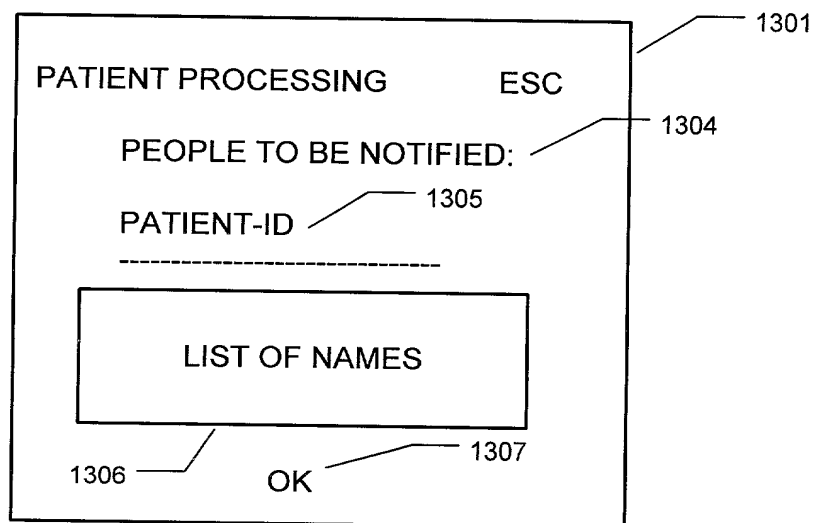 1301
PATIENT PROCESSING ESC
1304
PEOPLE TO BE NOTIFIED:
1305
PATIENT-ID
LIST OF NAMES
1306
1307
OK